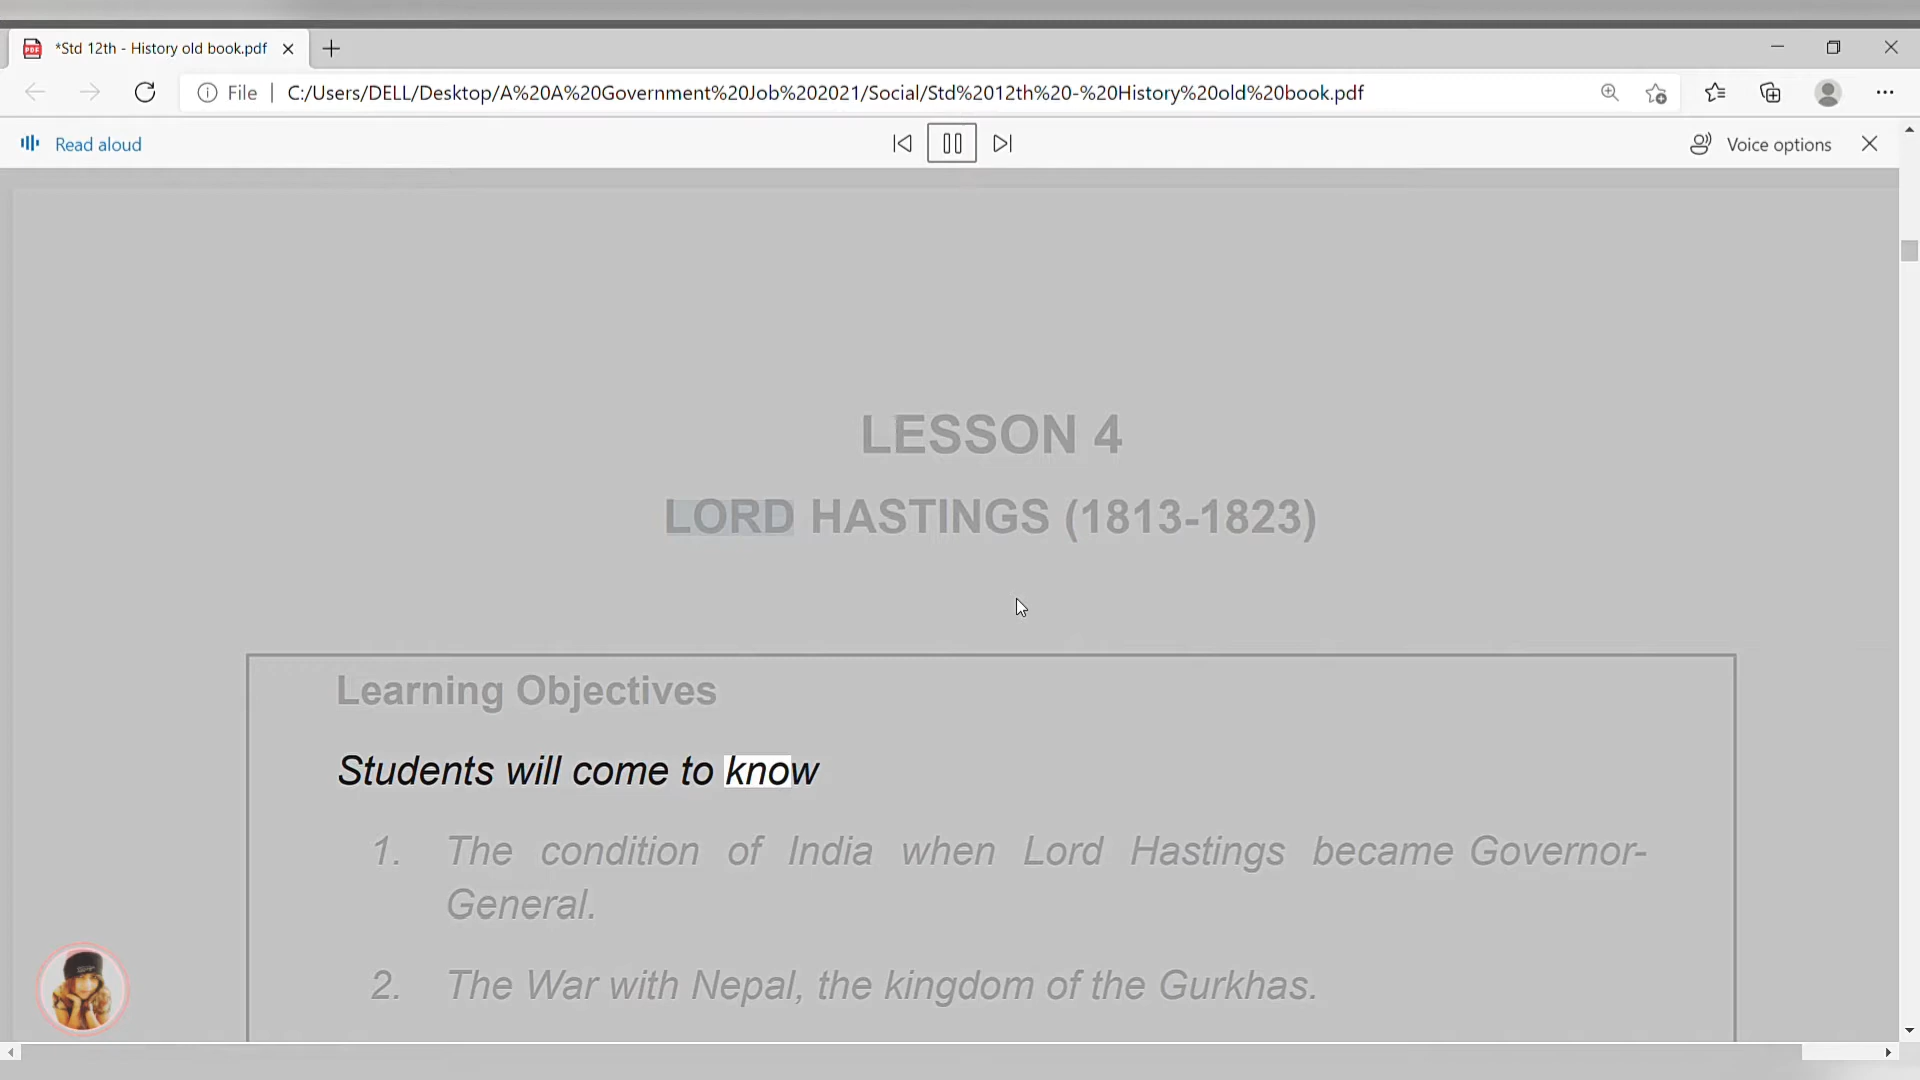 *Std 12th - History old book.pdf
File | C:/Users/DELL/Desktop/A%20A%20Government%20Job%202021/Social/Std%2012th%20-%20History%20old%20book.pdf
Read aloud
Voice options
LESSON 4
LORD HASTINGS (1813-1823)
Learning Objectives
Students will come to know
1. The condition of India when Lord Hastings became Governor-
General.
2. The War with Nepal, the kingdom of the Gurkhas.